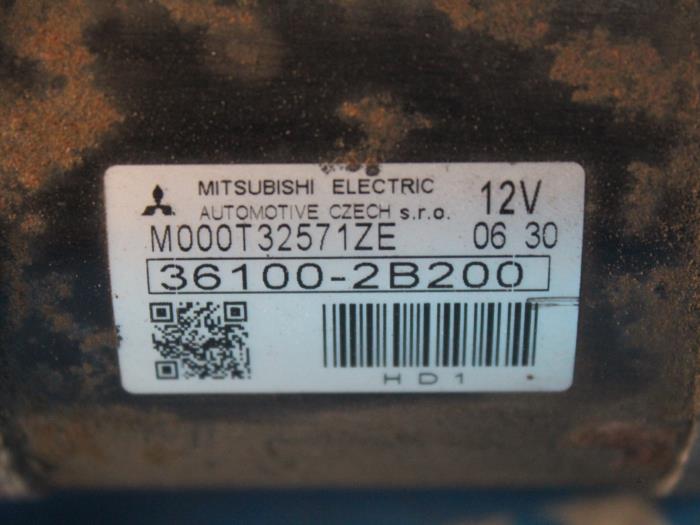 MITSUBISHI ELECTRIC 12V
AUTOMOTIVE CZECH s.r.o.
M000T32571ZE 06 30
36100-2B200
HD1